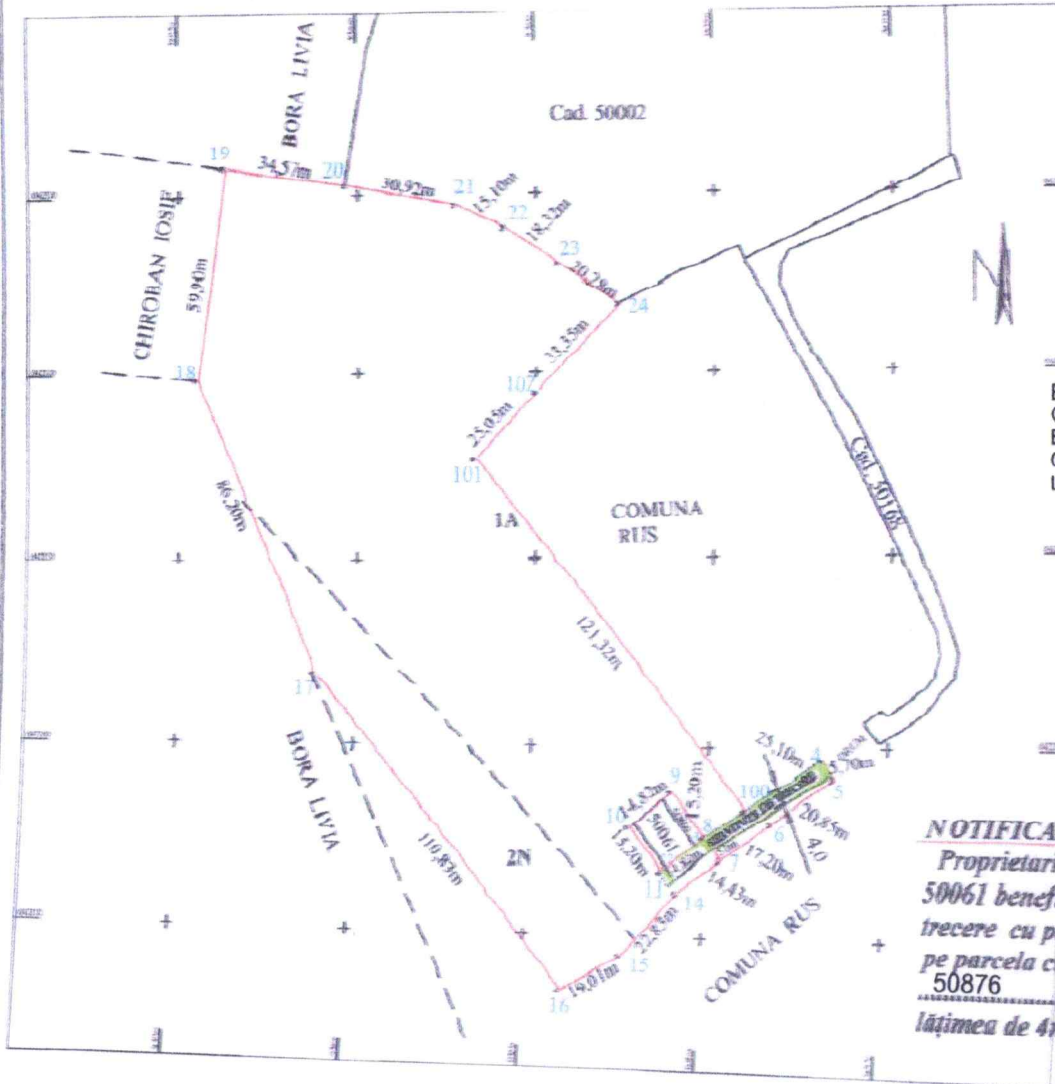 BORA LIVIA
Cad. 50002
19
34,57m
20
30,92m
21
15,10m
22
18,32m
23
20,28m
24
CHIROBAN IOSIF
59,90m
18
33,35m
102
25,05m
101
86,20m
1A
COMUNA
RUS
Cad. 50168
N
121,32m
17
BORA LIVIA
110,83m
2N
25,10m
4
5,70m
5
9
15,20m
100
14,82m
10
50061
15,20m
8
6
20,85m
4,0
7
17,20m
11
14,43m
14
22,85m
15
19,01m
16
COMUNA RUS
NOTIFICA
Proprietari
50061 benef
trecere cu p
pe parcela c
50876
lățimea de 4